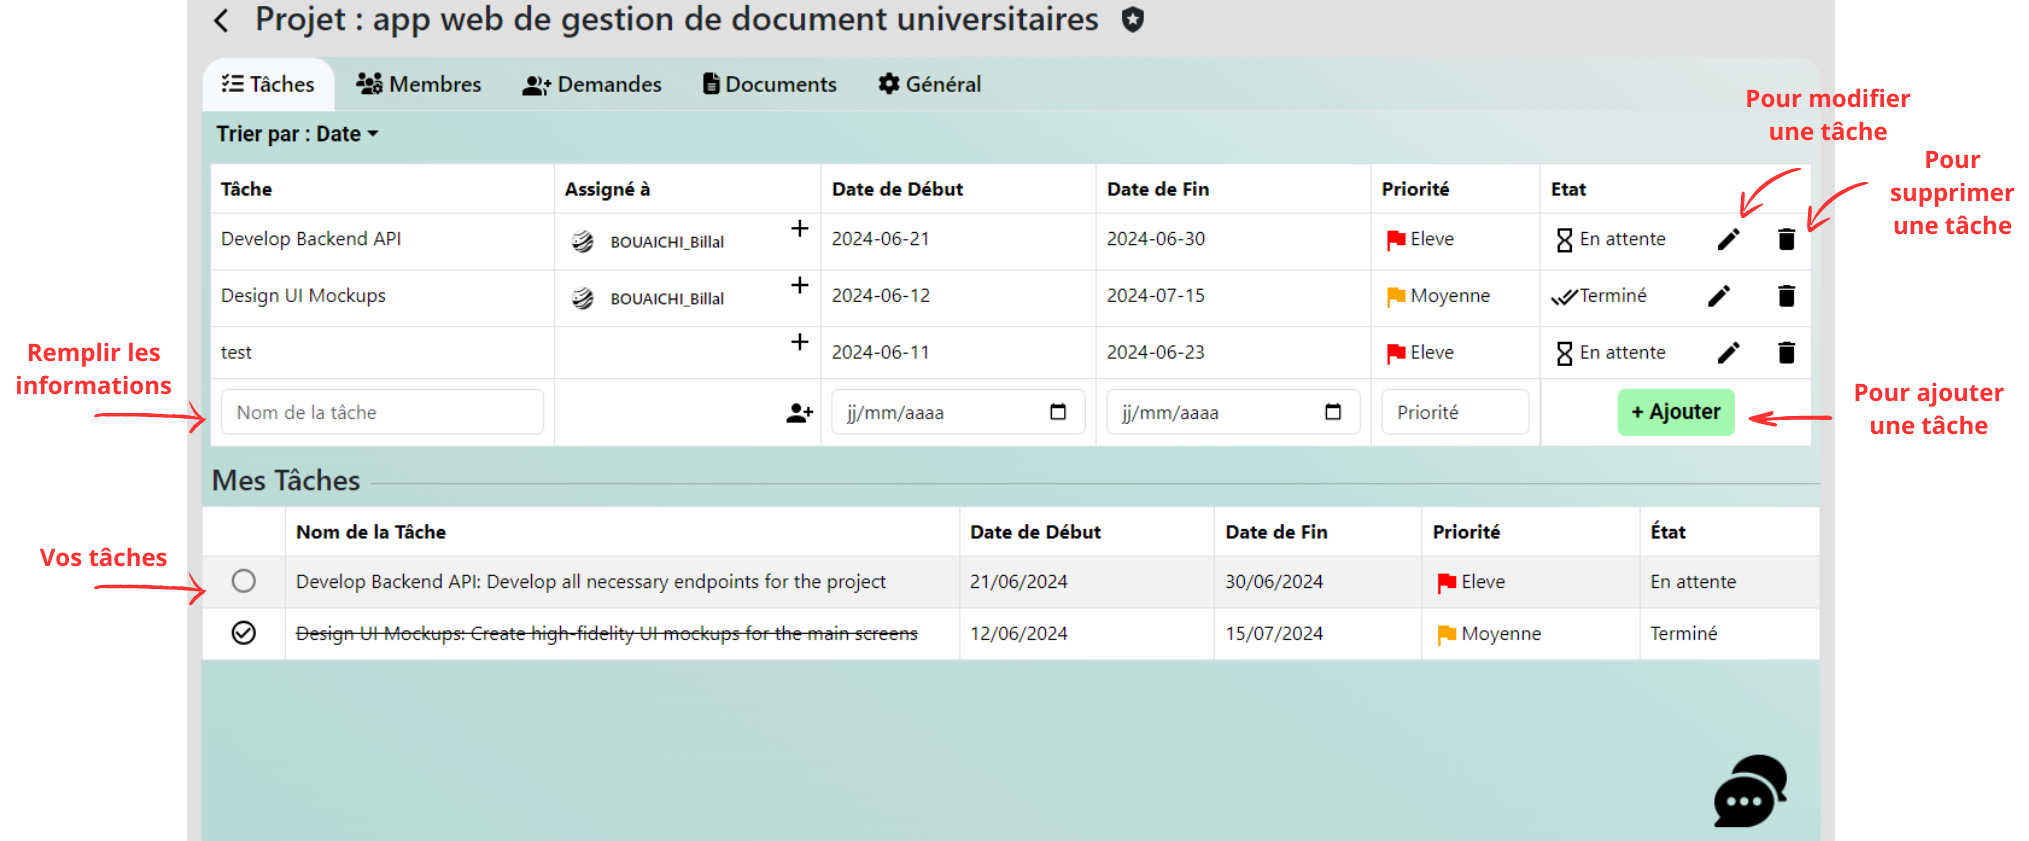 Projet : app web de gestion de document universitaires
Tâches Membres Demandes Documents Général
Pour modifier
une tâche
Trier par : Date
Pour
supprimer
une tâche
Tâche Assigné à Date de Début Date de Fin Priorité Etat
Develop Backend API BOUAICHI_Billal + 2024-06-21 2024-06-30 Eleve En attente
Design UI Mockups BOUAICHI_Billal + 2024-06-12 2024-07-15 Moyenne Terminé
test + 2024-06-11 2024-06-23 Eleve En attente
Remplir les
informations
Nom de la tâche jj/mm/aaaa jj/mm/aaaa Priorité + Ajouter
Pour ajouter
une tâche
Mes Tâches
Nom de la Tâche Date de Début Date de Fin Priorité État
Vos tâches
Develop Backend API: Develop all necessary endpoints for the project 21/06/2024 30/06/2024 Eleve En attente
Design UI Mockups: Create high-fidelity UI mockups for the main screens 12/06/2024 15/07/2024 Moyenne Terminé